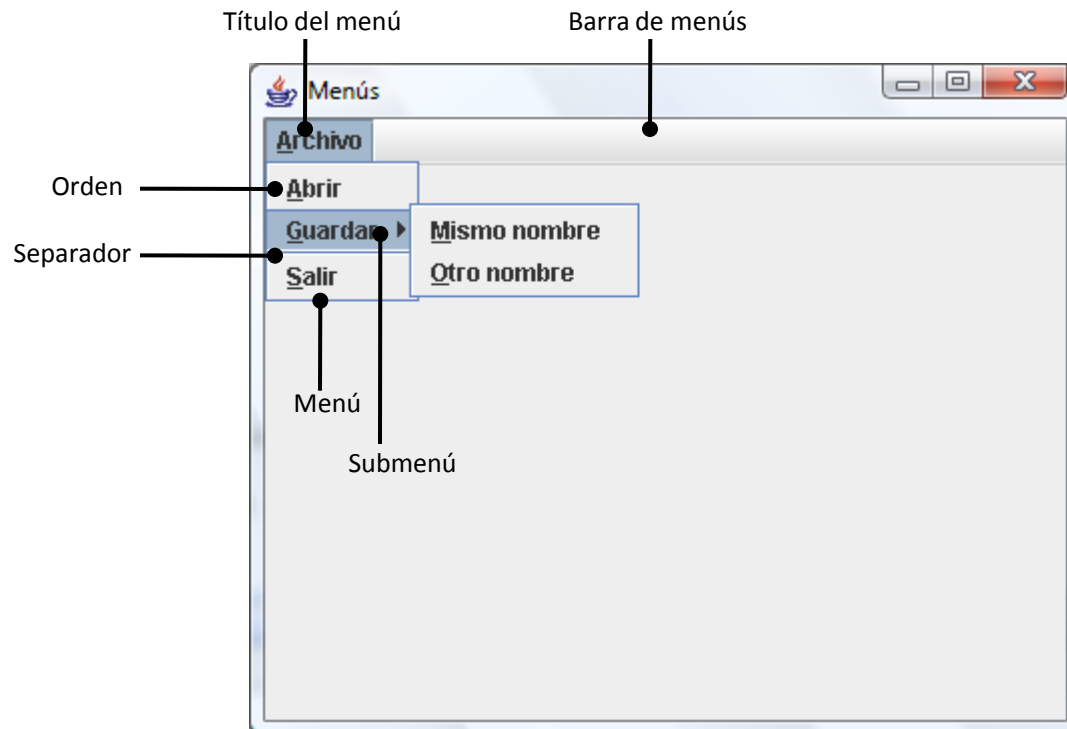 Título del menú
Barra de menús
Menús
Archivo
Orden
Abrir
Guardar
Mismo nombre
Separador
Salir
Otro nombre
Menú
Submenú